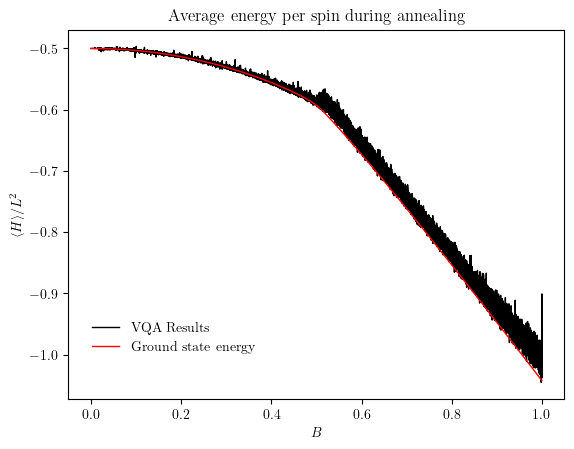 Average energy per spin during annealing
⟨H⟩/L²
−0.5
−0.6
−0.7
−0.8
−0.9
−1.0
VQA Results
Ground state energy
0.0 0.2 0.4 0.6 0.8 1.0
B